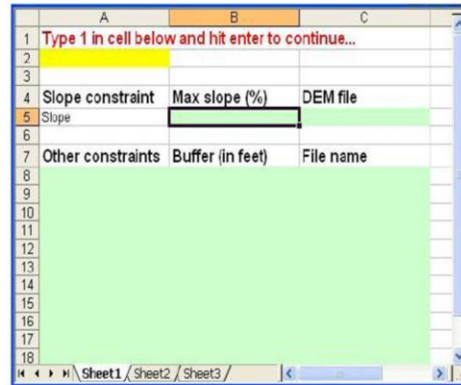 A B C
1 Type 1 in cell below and hit enter to continue...
2
3
4 Slope constraint Max slope (%) DEM file
5 Slope
6
7 Other constraints Buffer (in feet) File name
8
9
10
11
12
13
14
15
16
17
18
Sheet1 Sheet2 Sheet3